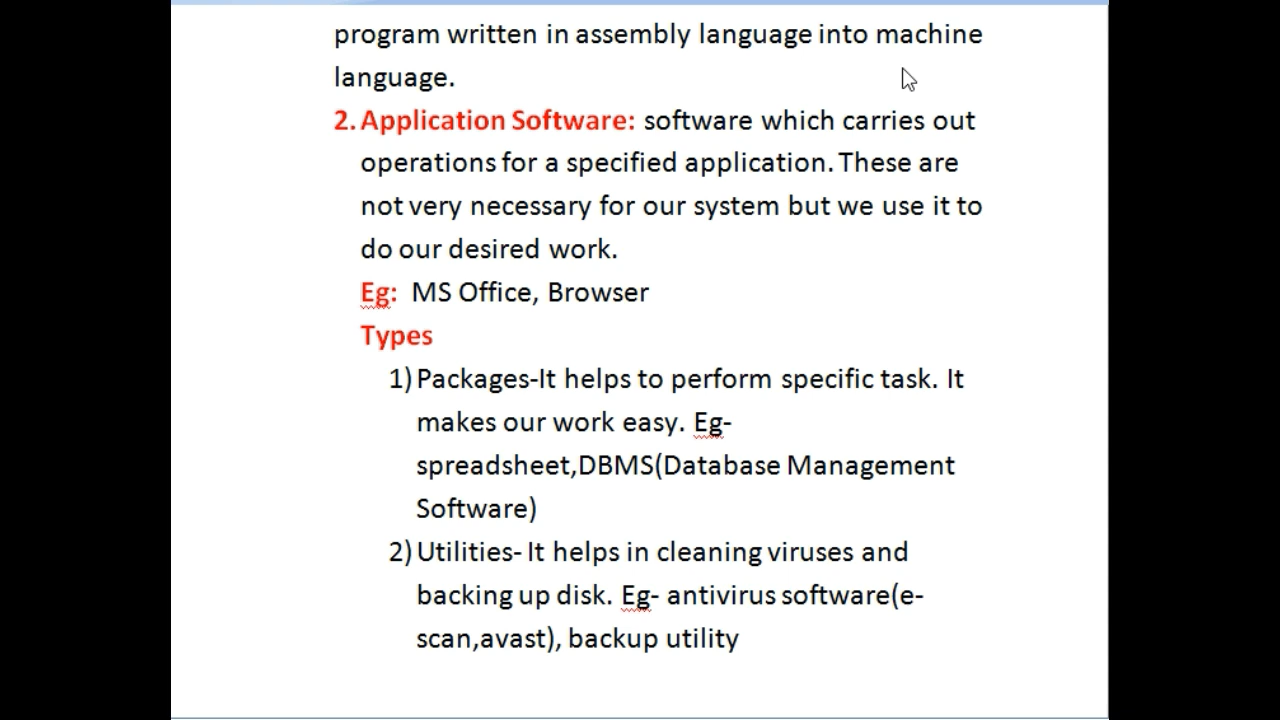 program written in assembly language into machine
language.
2. Application Software: software which carries out
operations for a specified application. These are
not very necessary for our system but we use it to
do our desired work.
Eg: MS Office, Browser
Types
1) Packages-It helps to perform specific task. It
makes our work easy. Eg-
spreadsheet,DBMS(Database Management
Software)
2) Utilities- It helps in cleaning viruses and
backing up disk. Eg- antivirus software(e-
scan,avast), backup utility